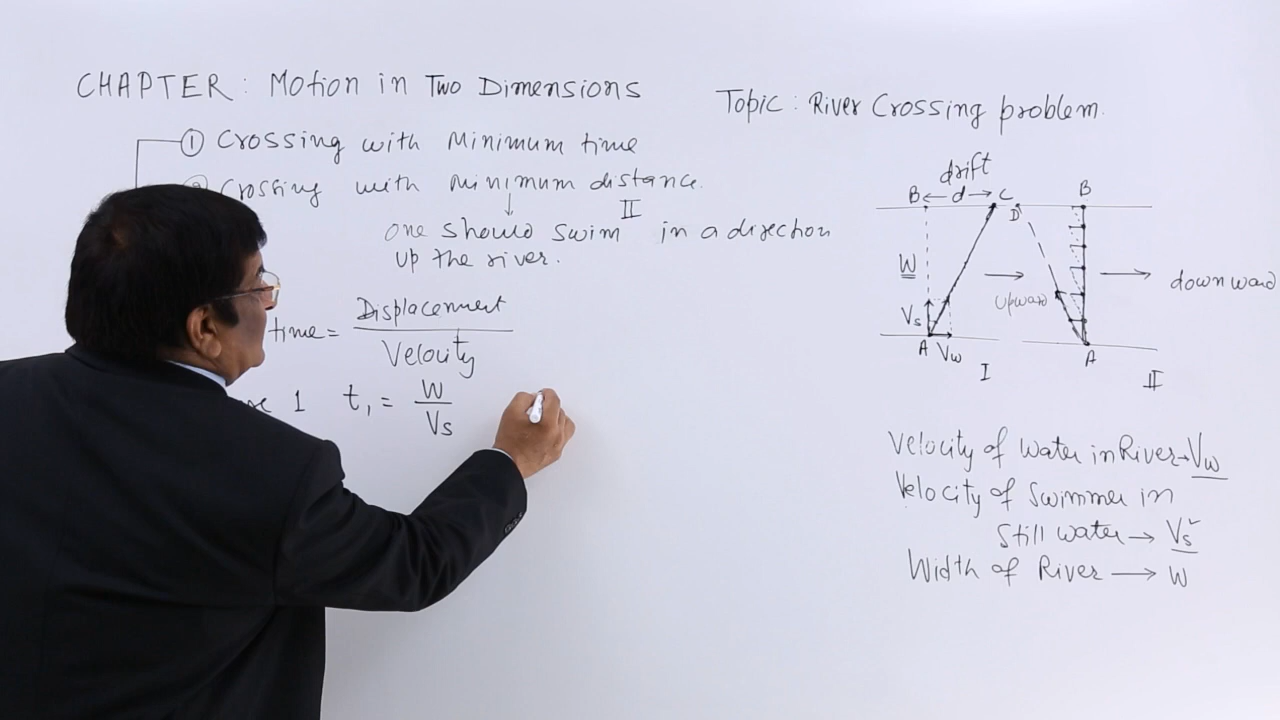 CHAPTER: Motion in Two Dimensions
Topic: River Crossing problem.
① Crossing with Minimum time
Crossing with Minimum distance.
II
one should swim in a direction
up the river.
time = Displacement
Velocity
1 t₁ = W
Vs
drift
B ← d → C
D
B
W
Vs
A Vw
I
upward
downward
A
II
Velocity of Water in River → Vw
Velocity of Swimmer in
Still water → Vs
Width of River → W